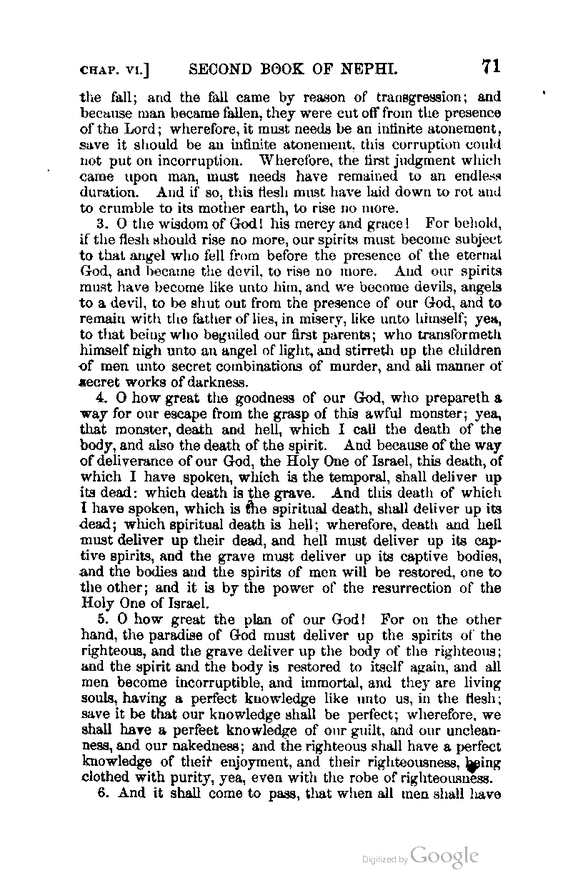 CHAP. VI.] SECOND BOOK OF NEPHI. 71
the fall; and the fall came by reason of transgression; and
because man became fallen, they were cut off from the presence
of the Lord; wherefore, it must needs be an infinite atonement,
save it should be an infinite atonement, this corruption could
not put on incorruption. Wherefore, the first judgment which
came upon man, must needs have remained to an endless
duration. And if so, this flesh must have laid down to rot and
to crumble to its mother earth, to rise no more.
3. O the wisdom of God! his mercy and grace! For behold,
if the flesh should rise no more, our spirits must become subject
to that angel who fell from before the presence of the eternal
God, and became the devil, to rise no more. And our spirits
must have become like unto him, and we become devils, angels
to a devil, to be shut out from the presence of our God, and to
remain with the father of lies, in misery, like unto himself; yea,
to that being who beguiled our first parents; who transformeth
himself nigh unto an angel of light, and stirreth up the children
of men unto secret combinations of murder, and all manner of
secret works of darkness.
4. O how great the goodness of our God, who prepareth a
way for our escape from the grasp of this awful monster; yea,
that monster, death and hell, which I call the death of the
body, and also the death of the spirit. And because of the way
of deliverance of our God, the Holy One of Israel, this death, of
which I have spoken, which is the temporal, shall deliver up
its dead: which death is the grave. And this death of which
I have spoken, which is the spiritual death, shall deliver up its
dead; which spiritual death is hell; wherefore, death and hell
must deliver up their dead, and hell must deliver up its cap-
tive spirits, and the grave must deliver up its captive bodies,
and the bodies and the spirits of men will be restored, one to
the other; and it is by the power of the resurrection of the
Holy One of Israel.
5. O how great the plan of our God! For on the other
hand, the paradise of God must deliver up the spirits of the
righteous, and the grave deliver up the body of the righteous;
and the spirit and the body is restored to itself again, and all
men become incorruptible, and immortal, and they are living
souls, having a perfect knowledge like unto us, in the flesh;
save it be that our knowledge shall be perfect; wherefore, we
shall have a perfect knowledge of our guilt, and our unclean-
ness, and our nakedness; and the righteous shall have a perfect
knowledge of their enjoyment, and their righteousness, being
clothed with purity, yea, even with the robe of righteousness.
6. And it shall come to pass, that when all men shall have
Digitized by Google